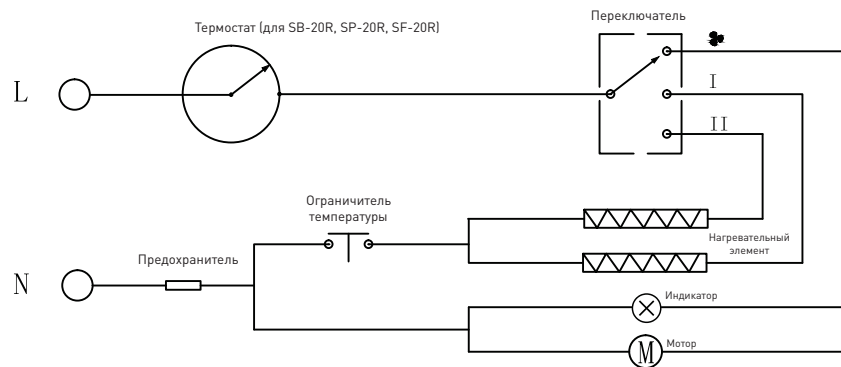 Переключатель
Термостат (для SB-20R, SP-20R, SF-20R)
L
I
II
Ограничитель
температуры
Нагревательный
элемент
Предохранитель
N
Индикатор
M
Мотор